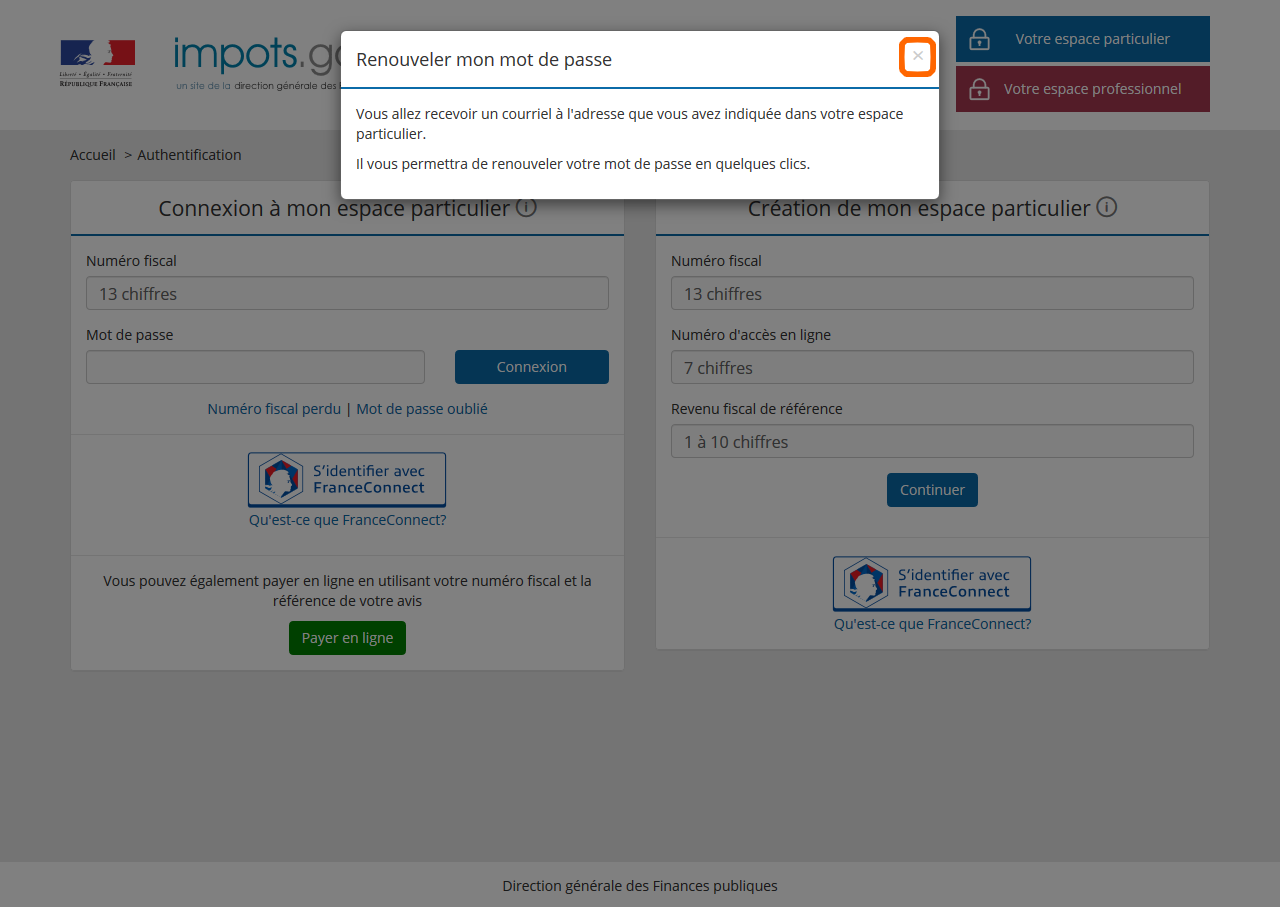 Liberté • Égalité • Fraternité
RÉPUBLIQUE FRANÇAISE
impots.go
un site de la direction générale des
Votre espace particulier
Votre espace professionnel
Renouveler mon mot de passe
×
Vous allez recevoir un courriel à l'adresse que vous avez indiquée dans votre espace
particulier.
Il vous permettra de renouveler votre mot de passe en quelques clics.
Accueil > Authentification
Connexion à mon espace particulier
Numéro fiscal
13 chiffres
Mot de passe
Connexion
Numéro fiscal perdu | Mot de passe oublié
S'identifier avec
FranceConnect
Qu'est-ce que FranceConnect?
Vous pouvez également payer en ligne en utilisant votre numéro fiscal et la
référence de votre avis
Payer en ligne
Création de mon espace particulier
Numéro fiscal
13 chiffres
Numéro d'accès en ligne
7 chiffres
Revenu fiscal de référence
1 à 10 chiffres
Continuer
S'identifier avec
FranceConnect
Qu'est-ce que FranceConnect?
Direction générale des Finances publiques